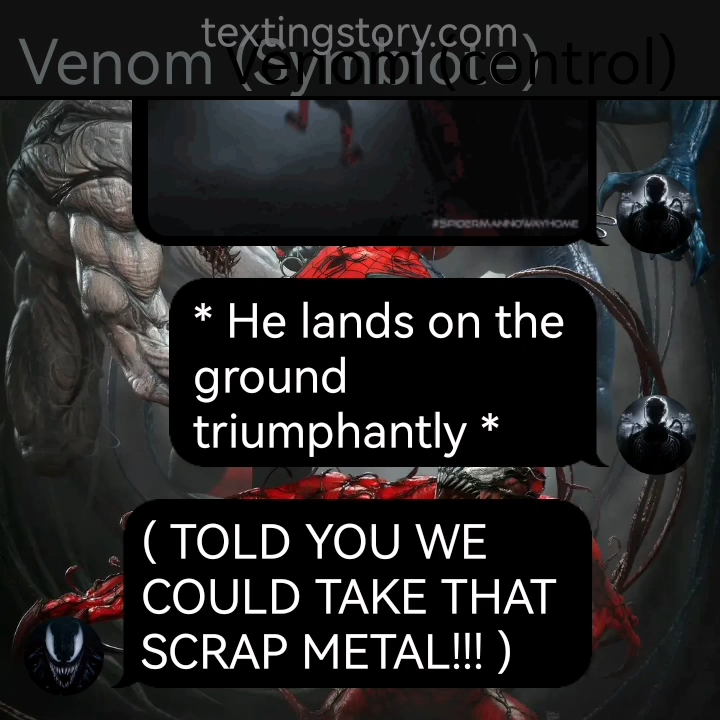 textingstory.com
Venom (Symbiote)
Venom (control)
#SPIDERMANNOWAYHOME
* He lands on the
ground
triumphantly *
( TOLD YOU WE
COULD TAKE THAT
SCRAP METAL!!! )